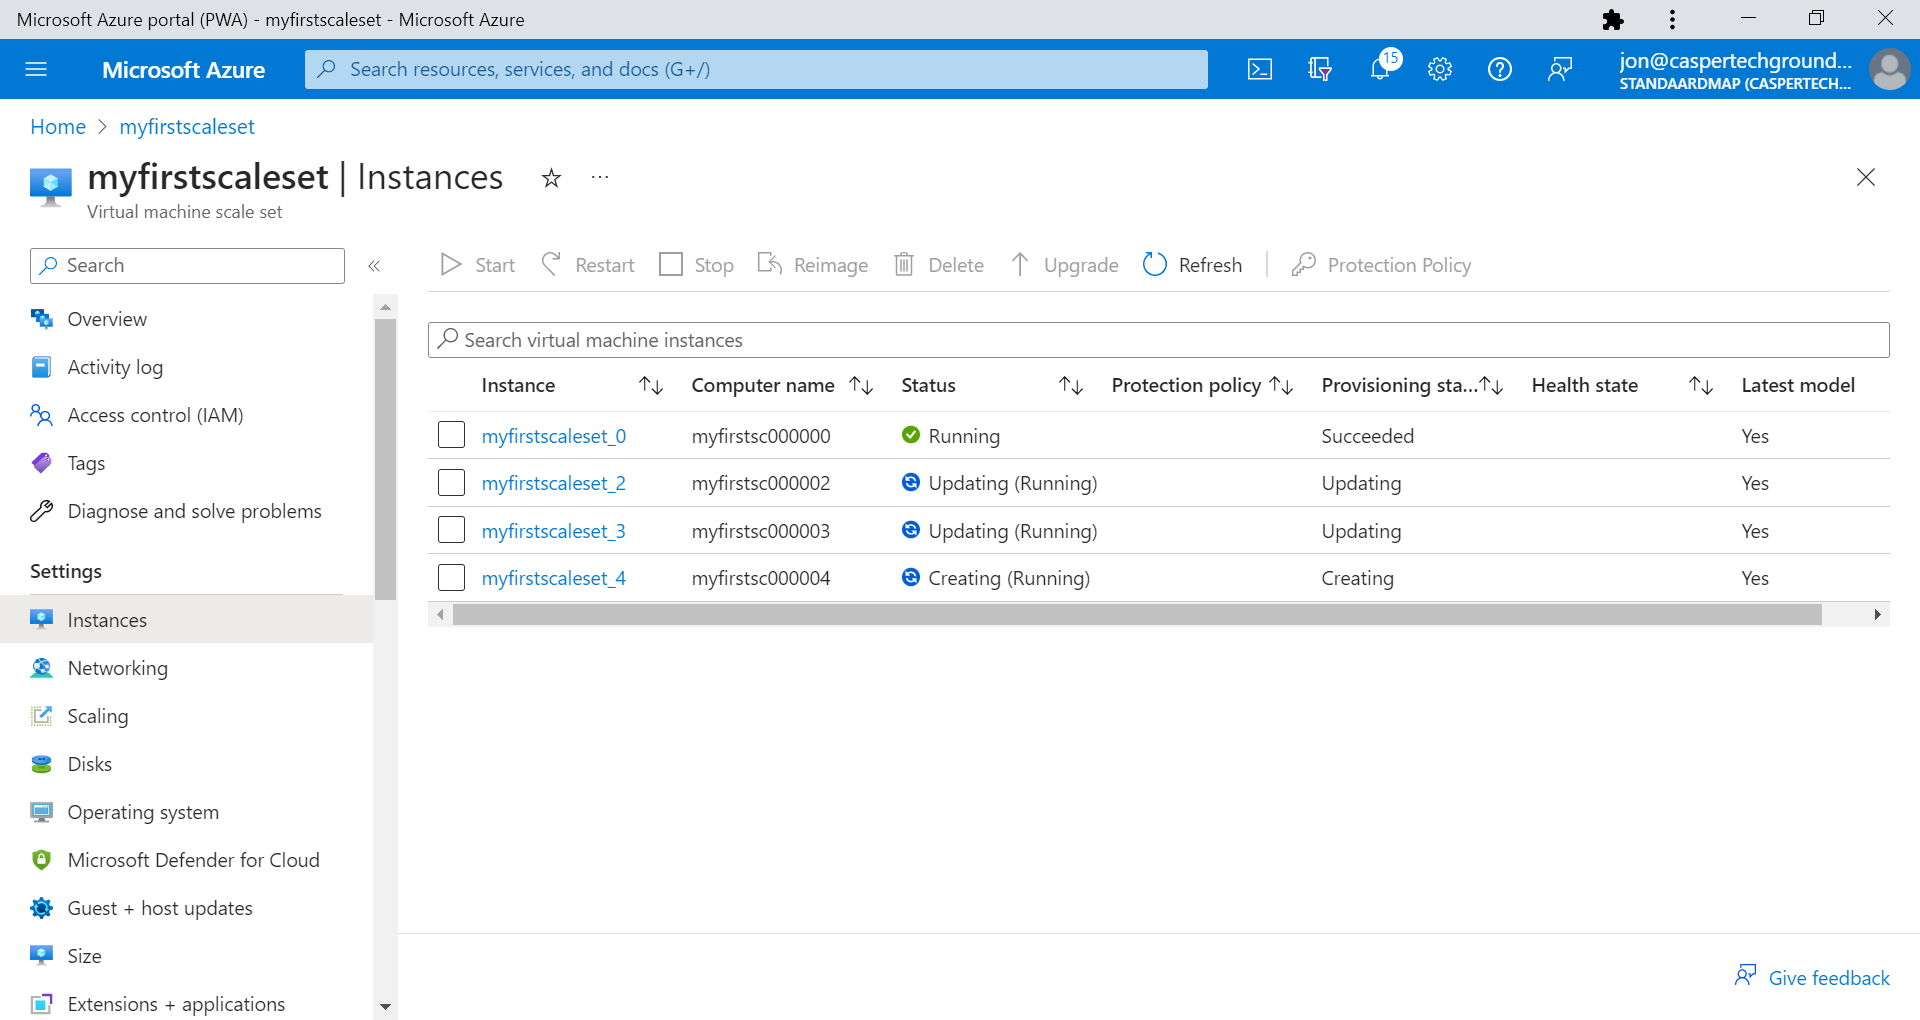 Microsoft Azure portal (PWA) - myfirstscaleset - Microsoft Azure
Microsoft Azure
Search resources, services, and docs (G+/)
15
jon@caspertechground...
STANDAARDMAP (CASPERTECH...
Home > myfirstscaleset
myfirstscaleset | Instances
Virtual machine scale set
Search
Start Restart Stop Reimage Delete Upgrade Refresh Protection Policy
Overview
Activity log
Access control (IAM)
Tags
Diagnose and solve problems
Settings
Instances
Networking
Scaling
Disks
Operating system
Microsoft Defender for Cloud
Guest + host updates
Size
Extensions + applications
Search virtual machine instances
Instance Computer name Status Protection policy Provisioning sta... Health state Latest model
myfirstscaleset_0 myfirstsc000000 Running Succeeded Yes
myfirstscaleset_2 myfirstsc000002 Updating (Running) Updating Yes
myfirstscaleset_3 myfirstsc000003 Updating (Running) Updating Yes
myfirstscaleset_4 myfirstsc000004 Creating (Running) Creating Yes
Give feedback